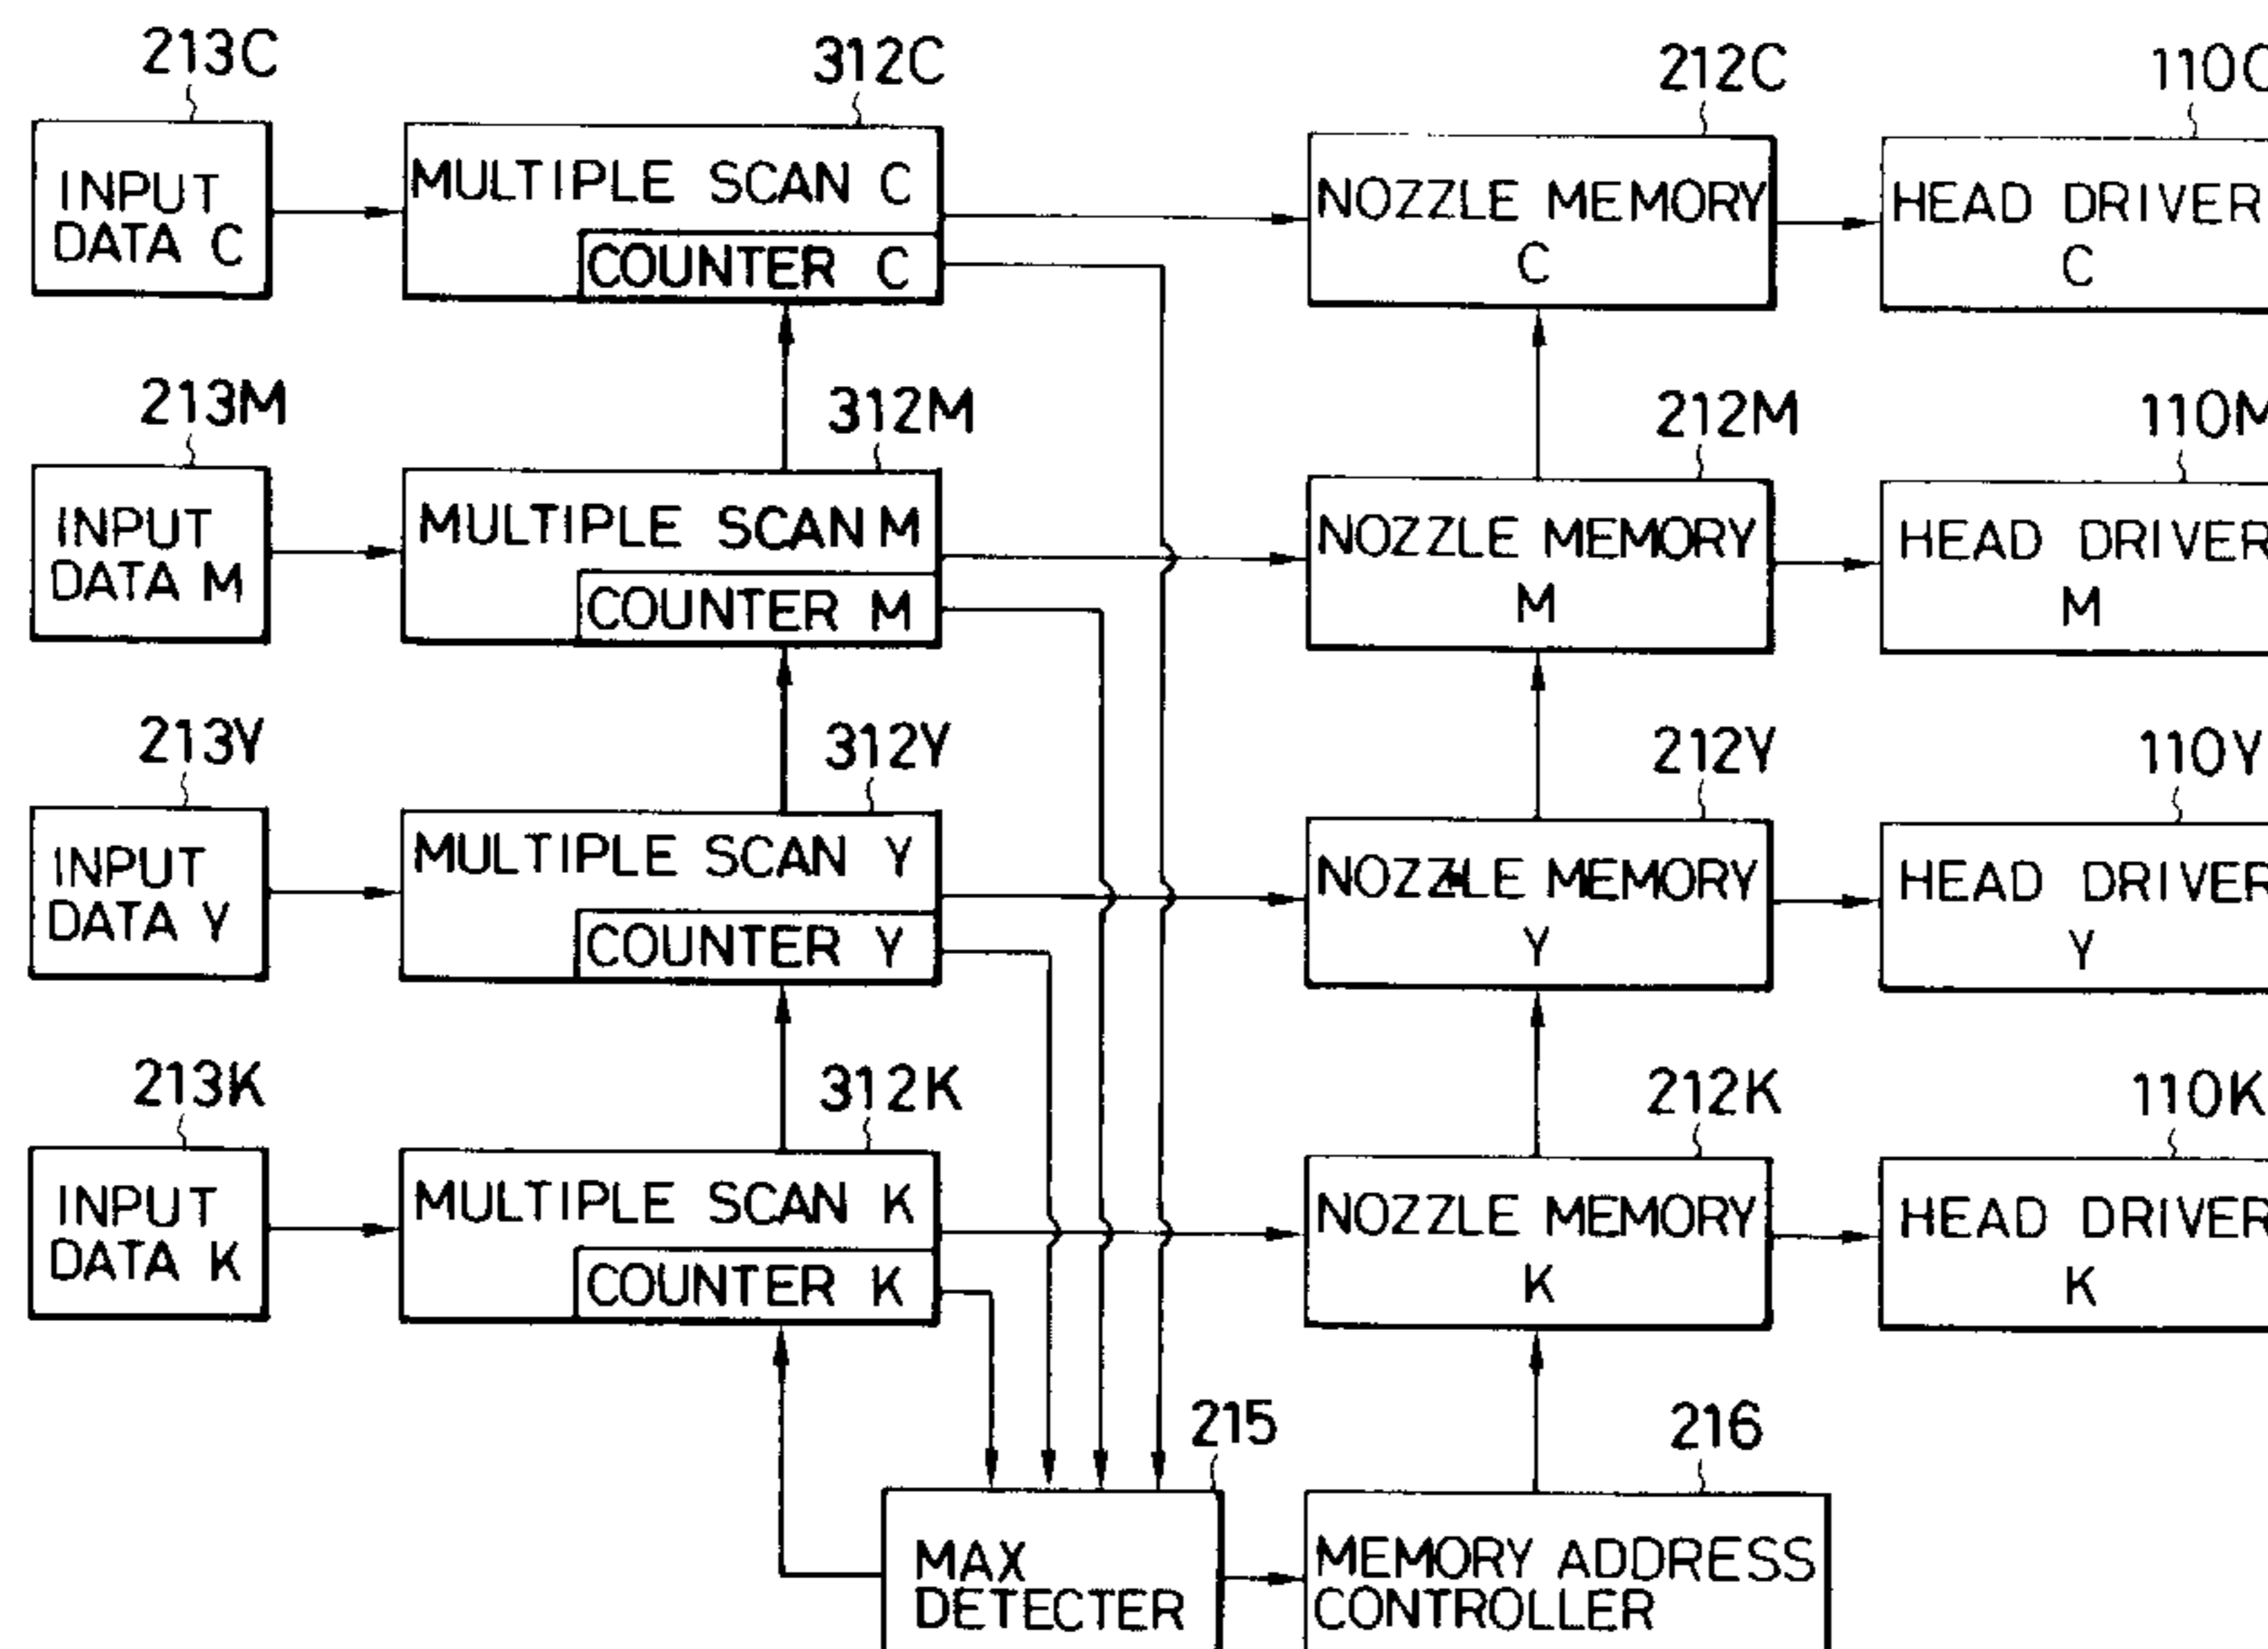 213C
312C
212C
110C
INPUT
DATA C
MULTIPLE SCAN C
COUNTER C
NOZZLE MEMORY
C
HEAD DRIVER
C
213M
312M
212M
110M
INPUT
DATA M
MULTIPLE SCAN M
COUNTER M
NOZZLE MEMORY
M
HEAD DRIVER
M
213Y
312Y
212Y
110Y
INPUT
DATA Y
MULTIPLE SCAN Y
COUNTER Y
NOZZLE MEMORY
Y
HEAD DRIVER
Y
213K
312K
212K
110K
INPUT
DATA K
MULTIPLE SCAN K
COUNTER K
NOZZLE MEMORY
K
HEAD DRIVER
K
215
216
MAX
DETECTER
MEMORY ADDRESS
CONTROLLER